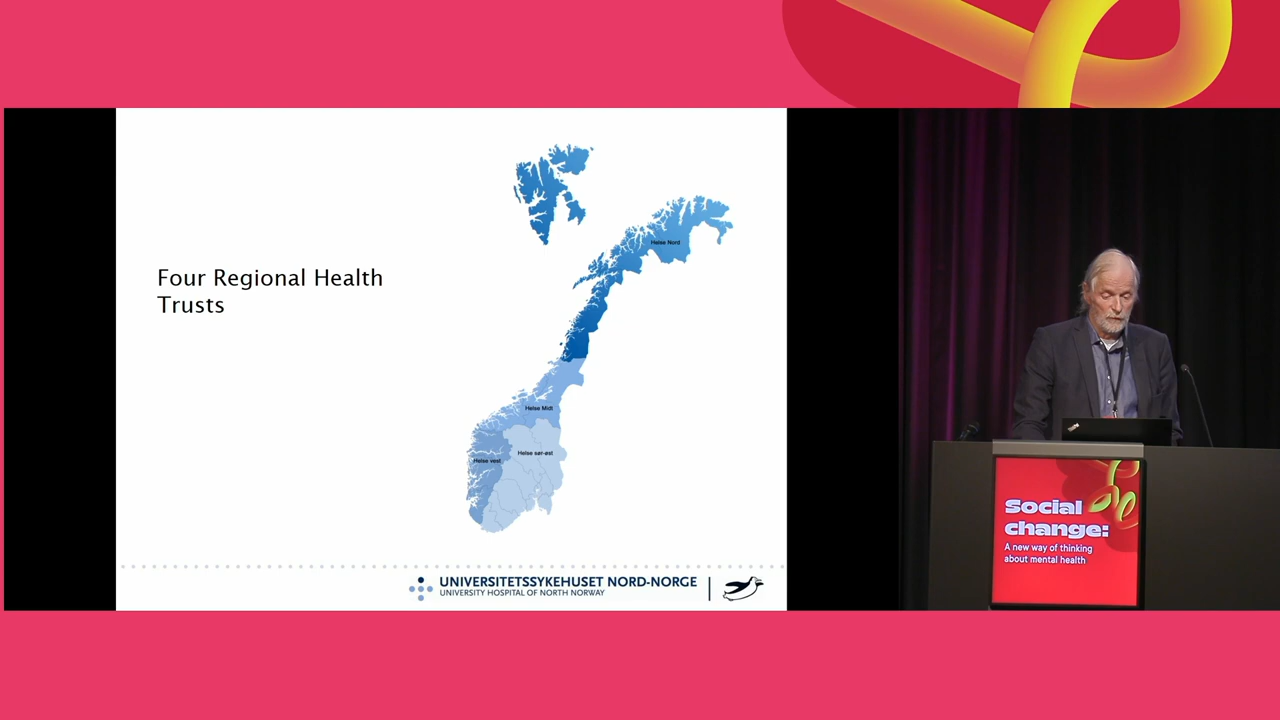 Four Regional Health
Trusts
Helse Nord
Helse Midt
Helse vest
Helse sør-øst
UNIVERSITETSSYKEHUSET NORD-NORGE
UNIVERSITY HOSPITAL OF NORTH NORWAY
Social
change:
A new way of thinking
about mental health